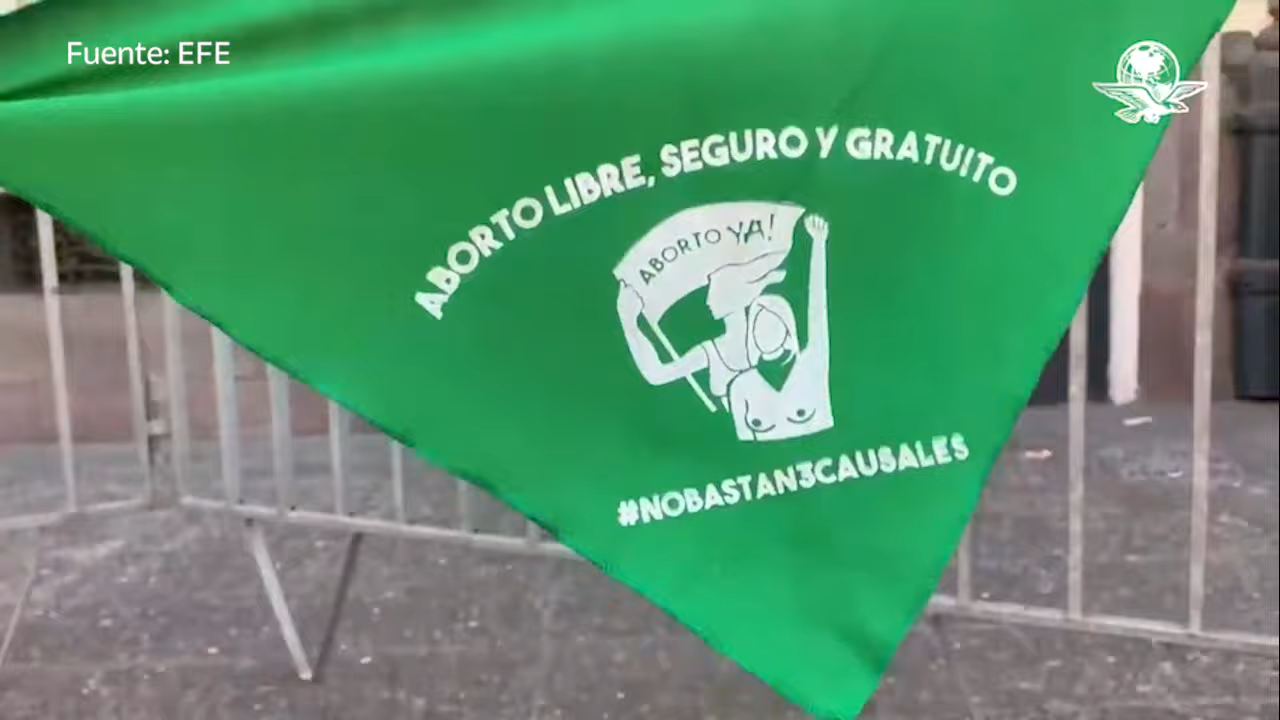 Fuente: EFE
ABORTO LIBRE, SEGURO Y GRATUITO
ABORTO YA!
#NOBASTAN3CAUSALES